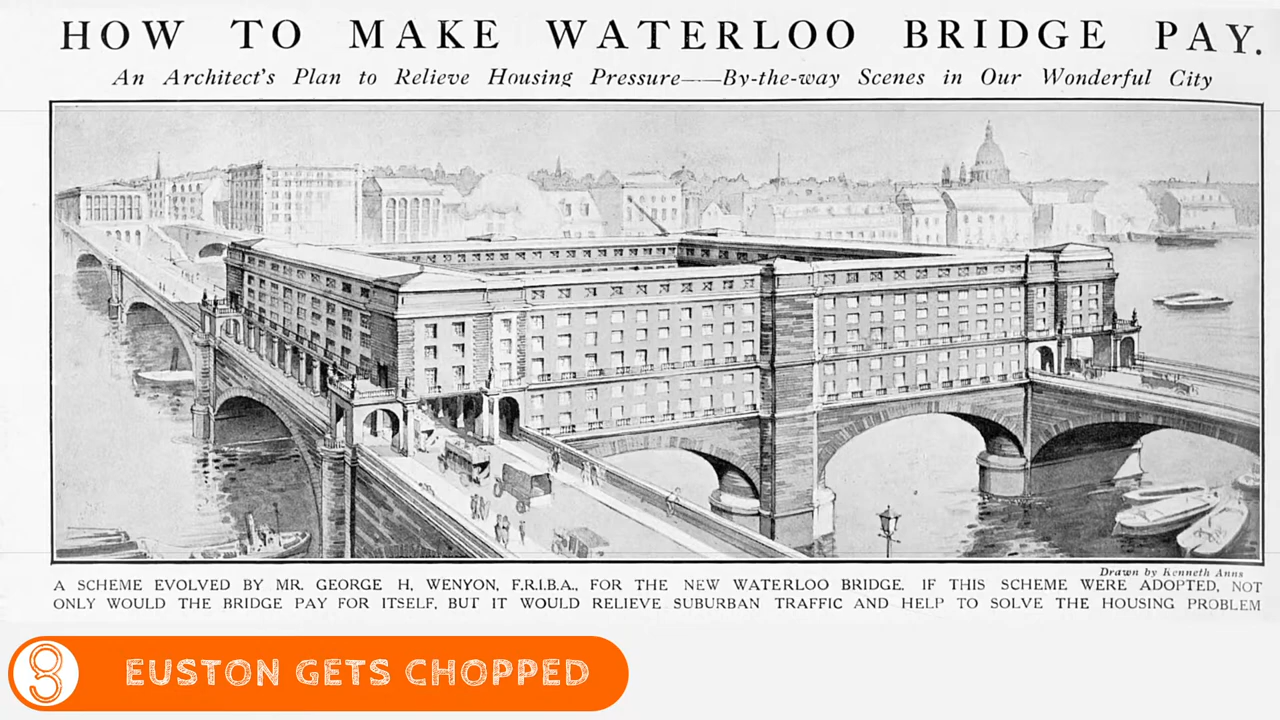 HOW TO MAKE WATERLOO BRIDGE PAY.
An Architect's Plan to Relieve Housing Pressure——By-the-way Scenes in Our Wonderful City
Drawn by Kenneth Anns
A SCHEME EVOLVED BY MR. GEORGE H. WENYON, F.R.I.B.A., FOR THE NEW WATERLOO BRIDGE. IF THIS SCHEME WERE ADOPTED, NOT
ONLY WOULD THE BRIDGE PAY FOR ITSELF, BUT IT WOULD RELIEVE SUBURBAN TRAFFIC AND HELP TO SOLVE THE HOUSING PROBLEM
EUSTON GETS CHOPPED